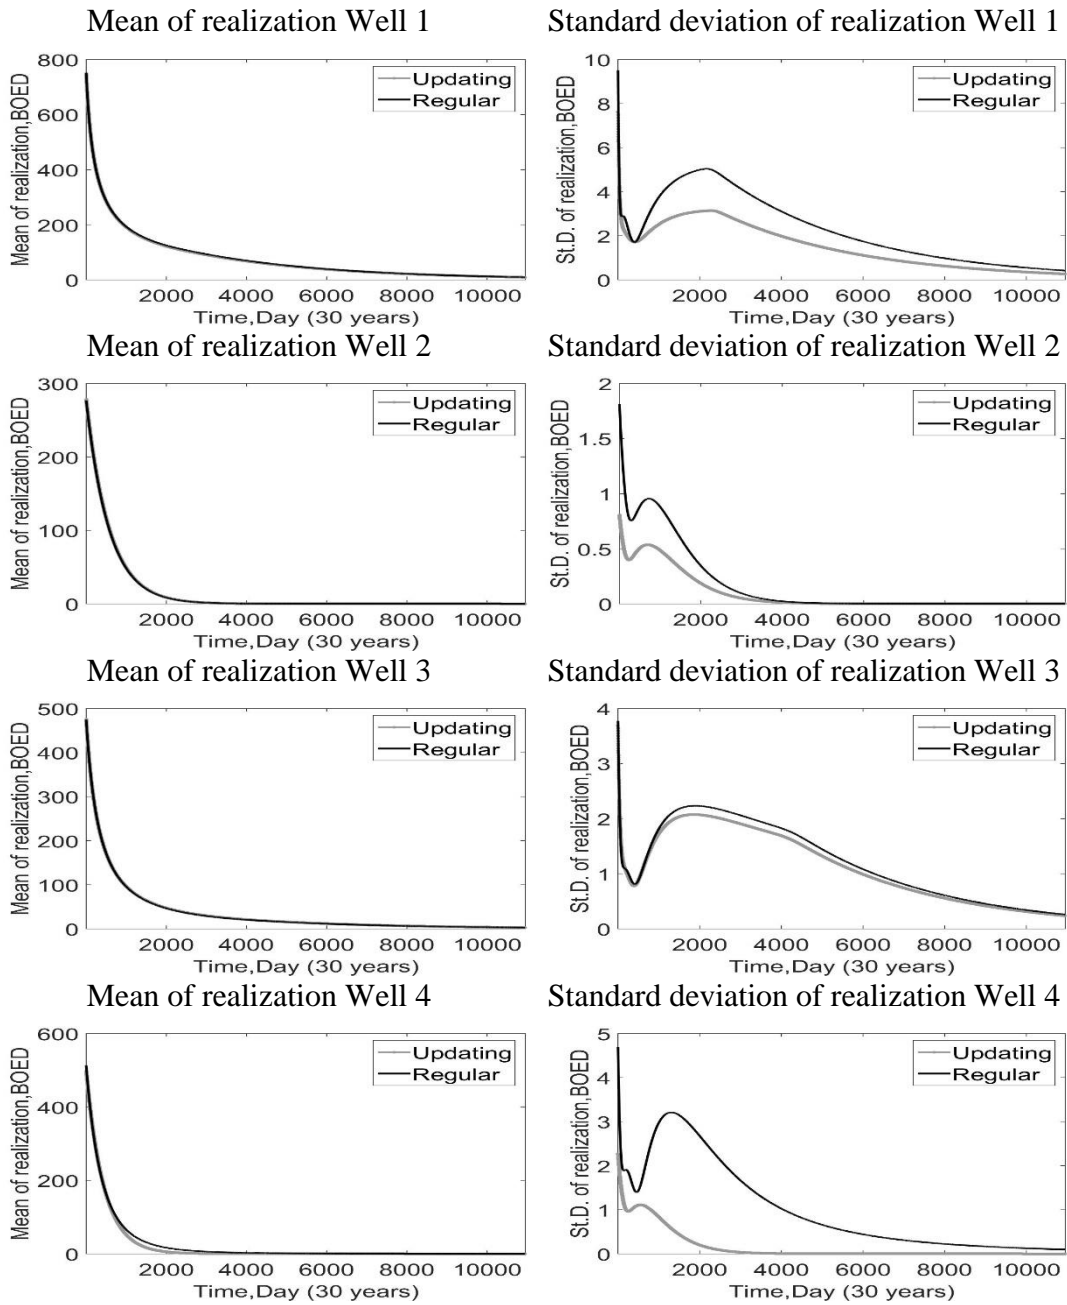 Mean of realization Well 1
Mean of realization,BOED
800
600
400
200
0
Updating
Regular
2000 4000 6000 8000 10000
Time,Day (30 years)
Standard deviation of realization Well 1
St.D. of realization,BOED
10
8
6
4
2
0
Updating
Regular
2000 4000 6000 8000 10000
Time,Day (30 years)
Mean of realization Well 2
Mean of realization,BOED
300
200
100
0
Updating
Regular
2000 4000 6000 8000 10000
Time,Day (30 years)
Standard deviation of realization Well 2
St.D. of realization,BOED
2
1.5
1
0.5
0
Updating
Regular
2000 4000 6000 8000 10000
Time,Day (30 years)
Mean of realization Well 3
Mean of realization,BOED
500
400
300
200
100
0
Updating
Regular
2000 4000 6000 8000 10000
Time,Day (30 years)
Standard deviation of realization Well 3
St.D. of realization,BOED
4
3
2
1
0
Updating
Regular
2000 4000 6000 8000 10000
Time,Day (30 years)
Mean of realization Well 4
Mean of realization,BOED
600
400
200
0
Updating
Regular
2000 4000 6000 8000 10000
Time,Day (30 years)
Standard deviation of realization Well 4
St.D. of realization,BOED
5
4
3
2
1
0
Updating
Regular
2000 4000 6000 8000 10000
Time,Day (30 years)